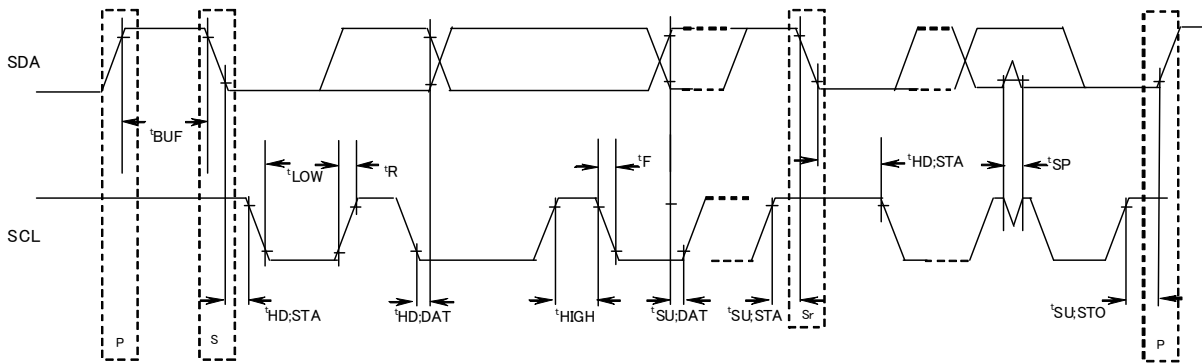 SDA
tBUF
tLOW
tR
tF
tHD;STA
tSP
SCL
tHD;STA
tHD;DAT
tHIGH
tSU;DAT
tSU;STA
tSU;STO
P
S
Sr
P